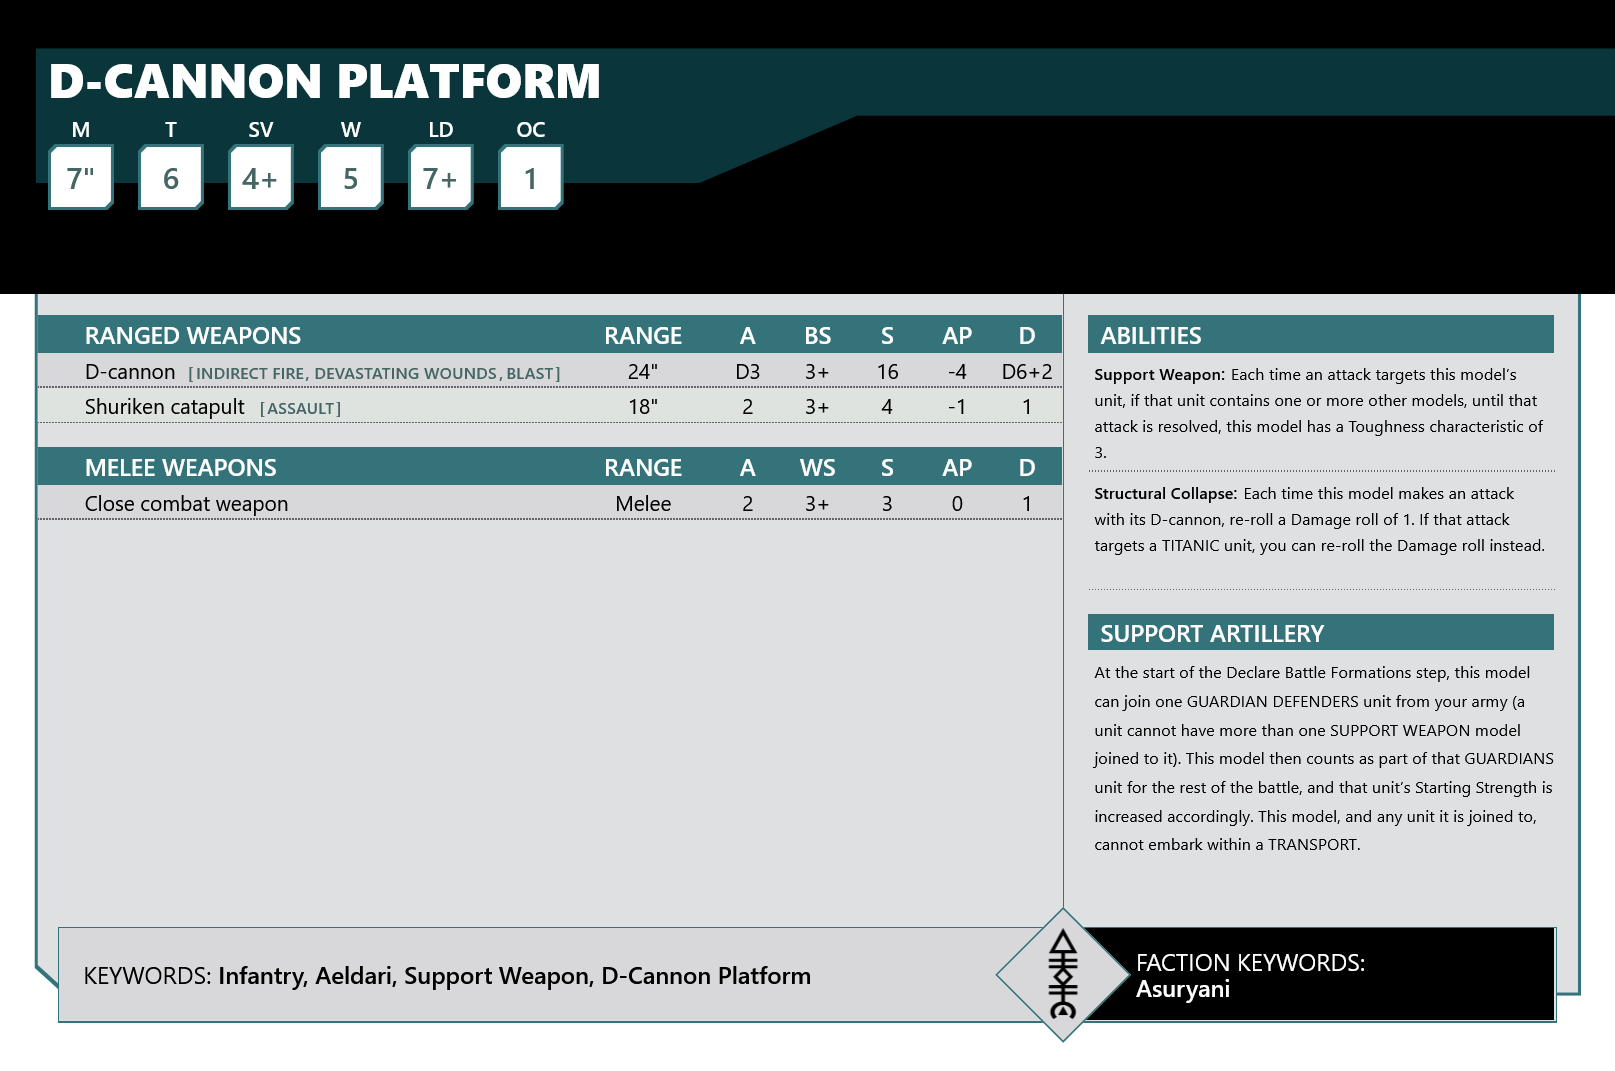 D-CANNON PLATFORM
M T SV W LD OC
7" 6 4+ 5 7+ 1
RANGED WEAPONS RANGE A BS S AP D
D-cannon [INDIRECT FIRE, DEVASTATING WOUNDS, BLAST] 24" D3 3+ 16 -4 D6+2
Shuriken catapult [ASSAULT] 18" 2 3+ 4 -1 1
MELEE WEAPONS RANGE A WS S AP D
Close combat weapon Melee 2 3+ 3 0 1
ABILITIES
Support Weapon: Each time an attack targets this model’s
unit, if that unit contains one or more other models, until that
attack is resolved, this model has a Toughness characteristic of
3.
Structural Collapse: Each time this model makes an attack
with its D-cannon, re-roll a Damage roll of 1. If that attack
targets a TITANIC unit, you can re-roll the Damage roll instead.
SUPPORT ARTILLERY
At the start of the Declare Battle Formations step, this model
can join one GUARDIAN DEFENDERS unit from your army (a
unit cannot have more than one SUPPORT WEAPON model
joined to it). This model then counts as part of that GUARDIANS
unit for the rest of the battle, and that unit’s Starting Strength is
increased accordingly. This model, and any unit it is joined to,
cannot embark within a TRANSPORT.
KEYWORDS: Infantry, Aeldari, Support Weapon, D-Cannon Platform
FACTION KEYWORDS:
Asuryani